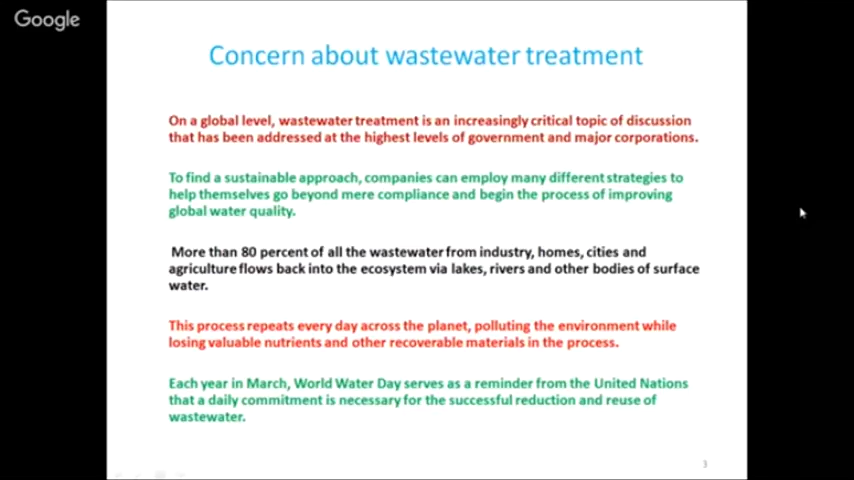 Google
Concern about wastewater treatment
On a global level, wastewater treatment is an increasingly critical topic of discussion
that has been addressed at the highest levels of government and major corporations.
To find a sustainable approach, companies can employ many different strategies to
help themselves go beyond mere compliance and begin the process of improving
global water quality.
More than 80 percent of all the wastewater from industry, homes, cities and
agriculture flows back into the ecosystem via lakes, rivers and other bodies of surface
water.
This process repeats every day across the planet, polluting the environment while
losing valuable nutrients and other recoverable materials in the process.
Each year in March, World Water Day serves as a reminder from the United Nations
that a daily commitment is necessary for the successful reduction and reuse of
wastewater.
3